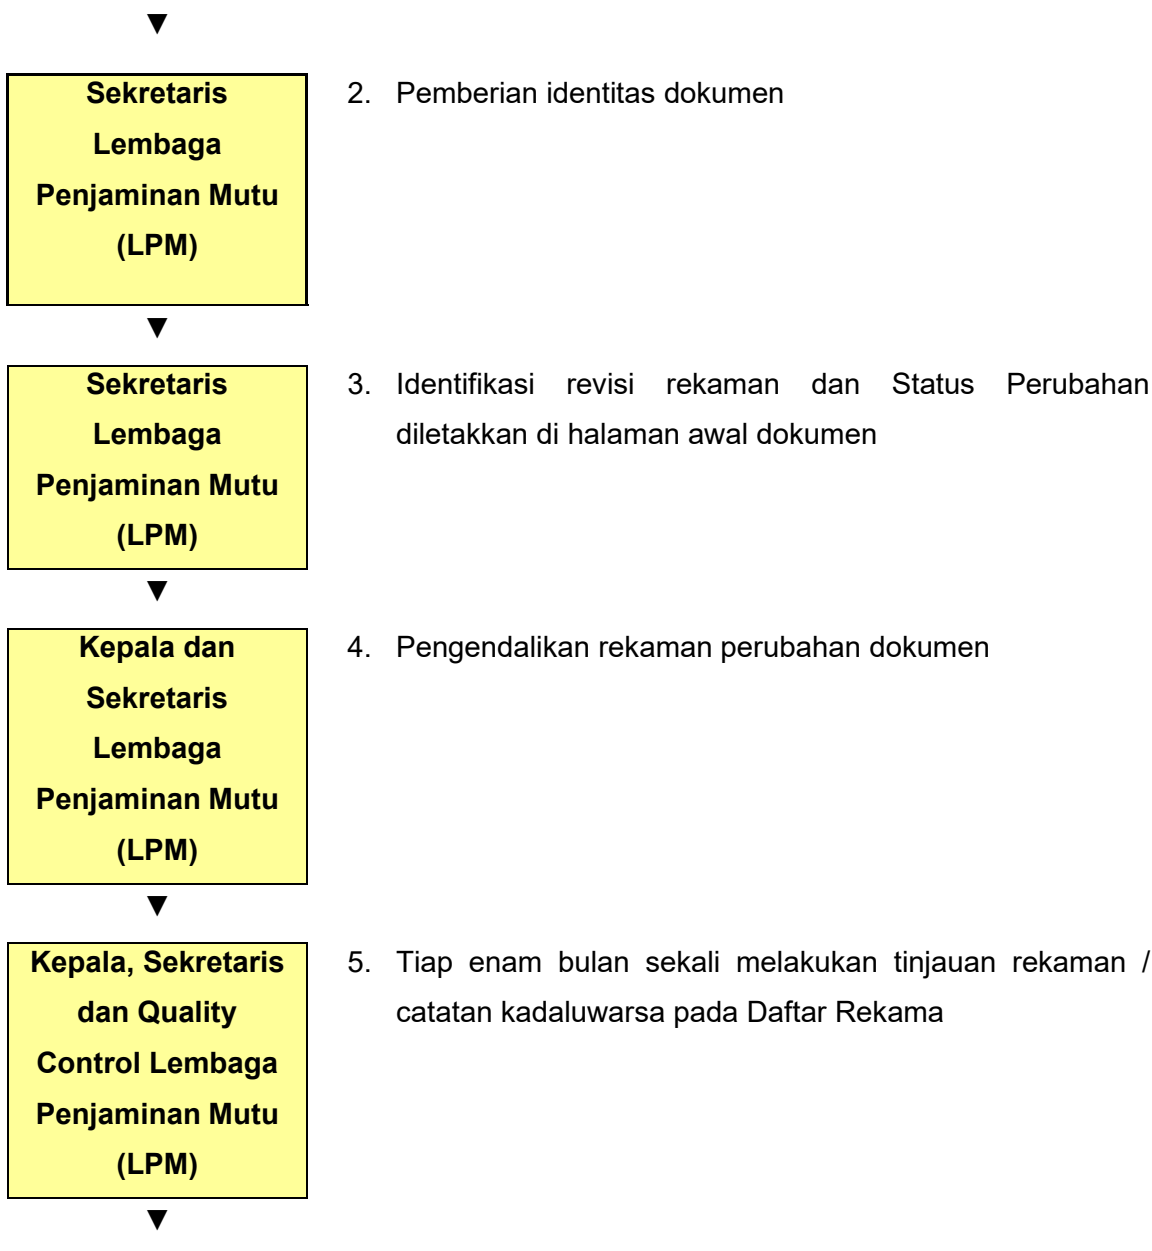 ▼
Sekretaris
Lembaga
Penjaminan Mutu
(LPM)
2. Pemberian identitas dokumen
▼
Sekretaris
Lembaga
Penjaminan Mutu
(LPM)
3. Identifikasi revisi rekaman dan Status Perubahan
diletakkan di halaman awal dokumen
▼
Kepala dan
Sekretaris
Lembaga
Penjaminan Mutu
(LPM)
4. Pengendalikan rekaman perubahan dokumen
▼
Kepala, Sekretaris
dan Quality
Control Lembaga
Penjaminan Mutu
(LPM)
5. Tiap enam bulan sekali melakukan tinjauan rekaman /
catatan kadaluwarsa pada Daftar Rekama
▼